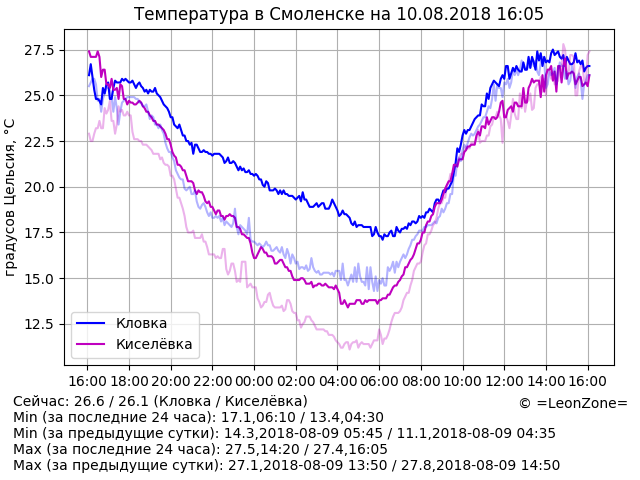 Температура в Смоленске на 10.08.2018 16:05
градусов Цельсия, °C
27.5
25.0
22.5
20.0
17.5
15.0
12.5
Кловка
Киселёвка
16:00 18:00 20:00 22:00 00:00 02:00 04:00 06:00 08:00 10:00 12:00 14:00 16:00
Сейчас: 26.6 / 26.1 (Кловка / Киселёвка)
© =LeonZone=
Min (за последние 24 часа): 17.1,06:10 / 13.4,04:30
Min (за предыдущие сутки): 14.3,2018-08-09 05:45 / 11.1,2018-08-09 04:35
Max (за последние 24 часа): 27.5,14:20 / 27.4,16:05
Max (за предыдущие сутки): 27.1,2018-08-09 13:50 / 27.8,2018-08-09 14:50